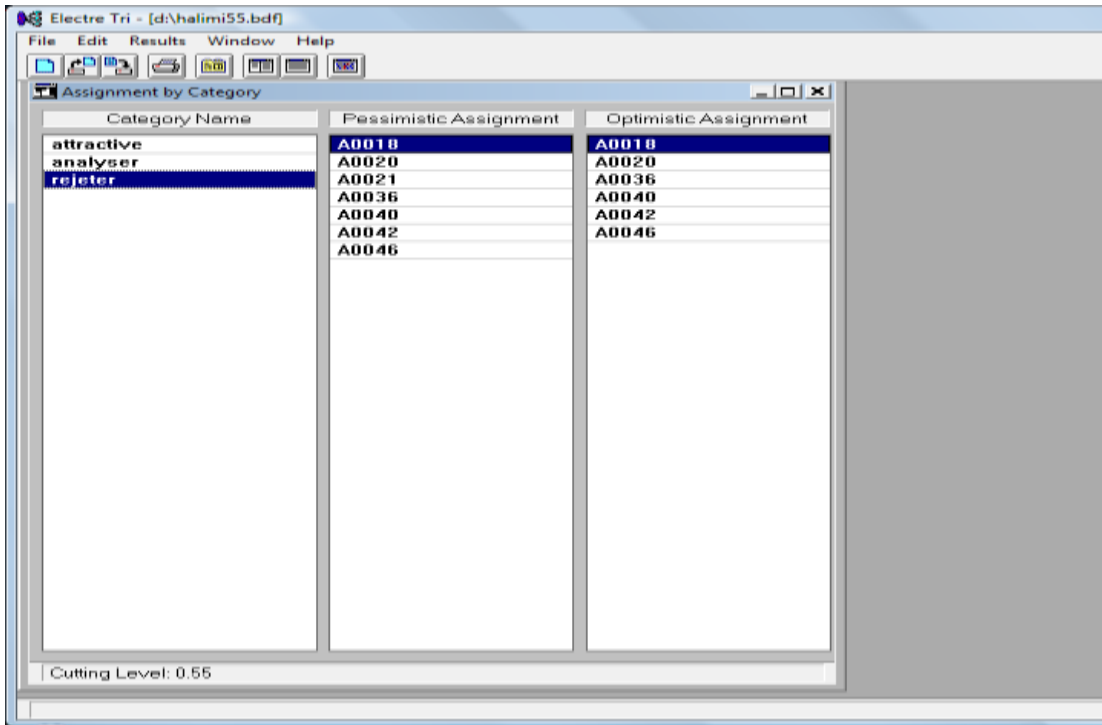 Electre Tri - [d:\halimi55.bdf]
File Edit Results Window Help
Assignment by Category
Category Name Pessimistic Assignment Optimistic Assignment
attractive A0018 A0018
analyser A0020 A0020
rejeter A0021 A0036
A0036 A0040
A0040 A0042
A0042 A0046
A0046
Cutting Level: 0.55